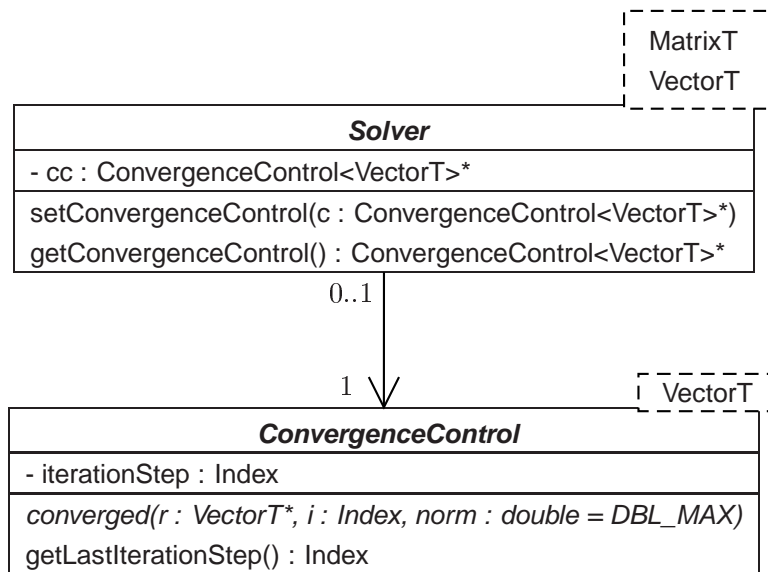 MatrixT
VectorT
Solver
- cc : ConvergenceControl<VectorT>*
setConvergenceControl(c : ConvergenceControl<VectorT>*)
getConvergenceControl() : ConvergenceControl<VectorT>*
0..1
1
VectorT
ConvergenceControl
- iterationStep : Index
converged(r : VectorT*, i : Index, norm : double = DBL_MAX)
getLastIterationStep() : Index